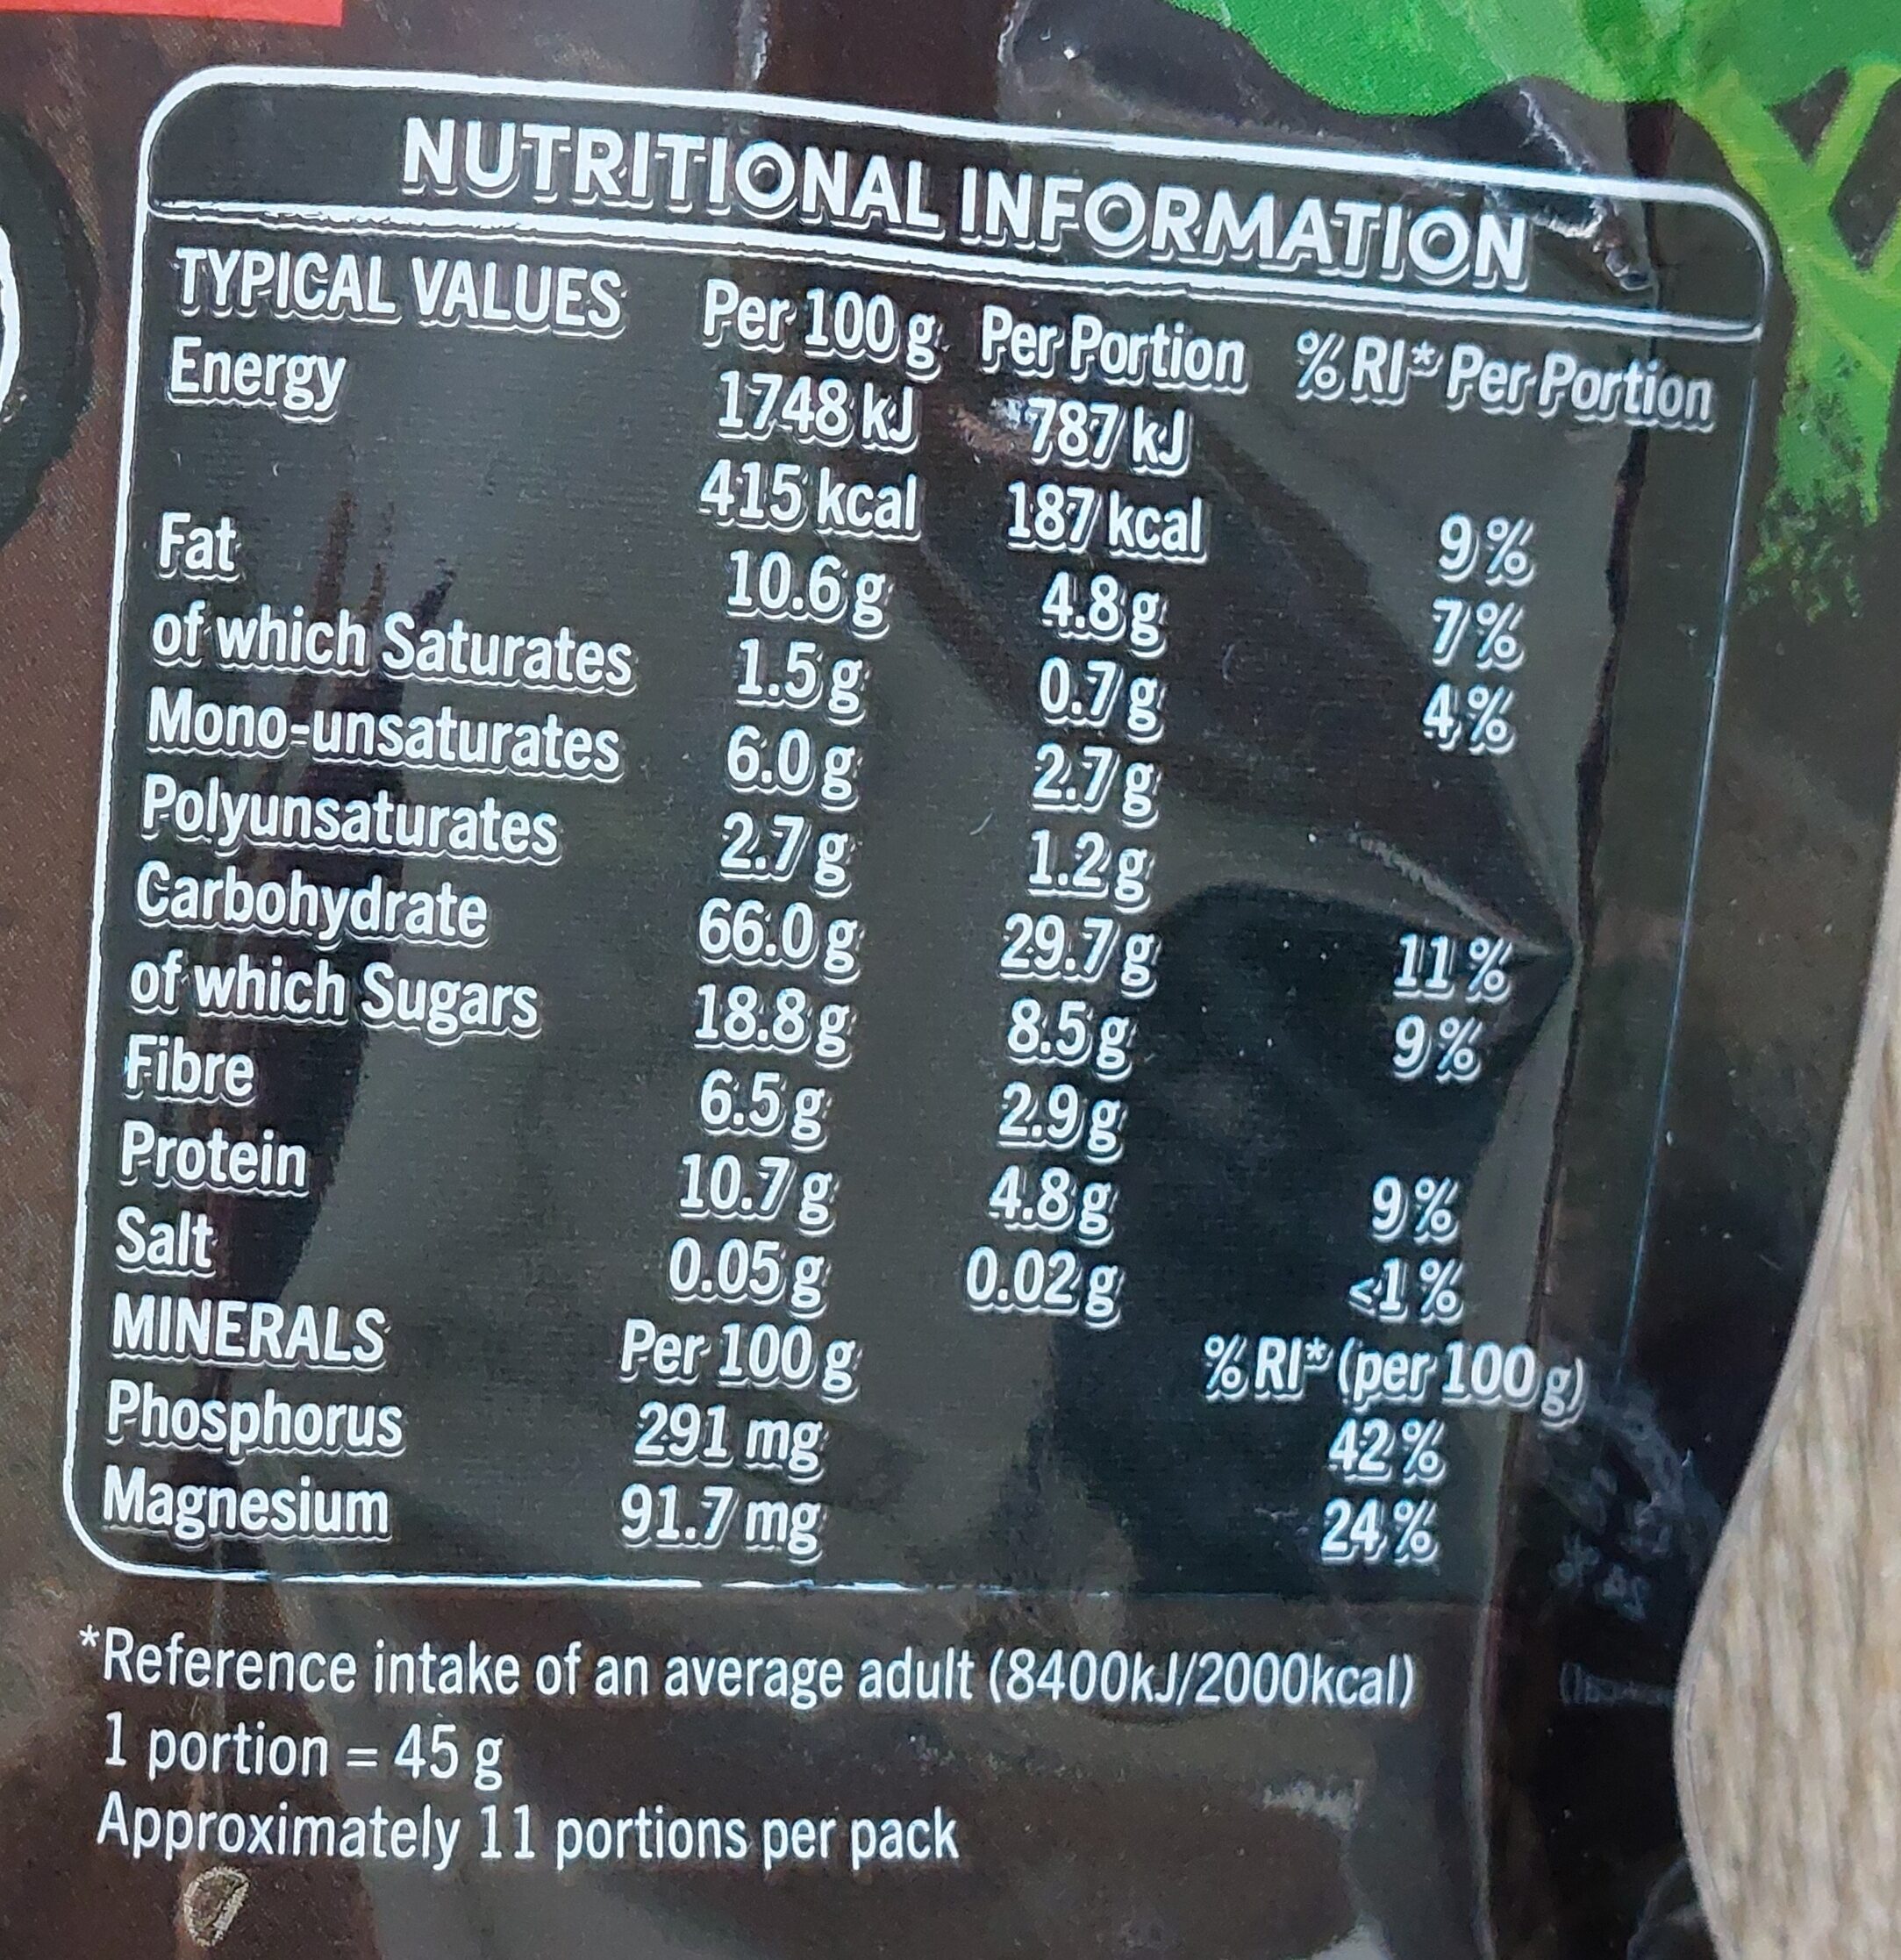 NUTRITIONAL INFORMATION
TYPICAL VALUES Per 100 g Per Portion % RI* Per Portion
Energy 1748 kJ 787 kJ
415 kcal 187 kcal 9%
Fat 10.6 g 4.8 g 7%
of which Saturates 1.5 g 0.7 g 4%
Mono-unsaturates 6.0 g 2.7 g
Polyunsaturates 2.7 g 1.2 g
Carbohydrate 66.0 g 29.7 g 11%
of which Sugars 18.8 g 8.5 g 9%
Fibre 6.5 g 2.9 g
Protein 10.7 g 4.8 g 9%
Salt 0.05 g 0.02 g <1%
MINERALS Per 100 g % RI* (per 100 g)
Phosphorus 291 mg 42%
Magnesium 91.7 mg 24%
*Reference intake of an average adult (8400kJ/2000kcal)
1 portion = 45 g
Approximately 11 portions per pack